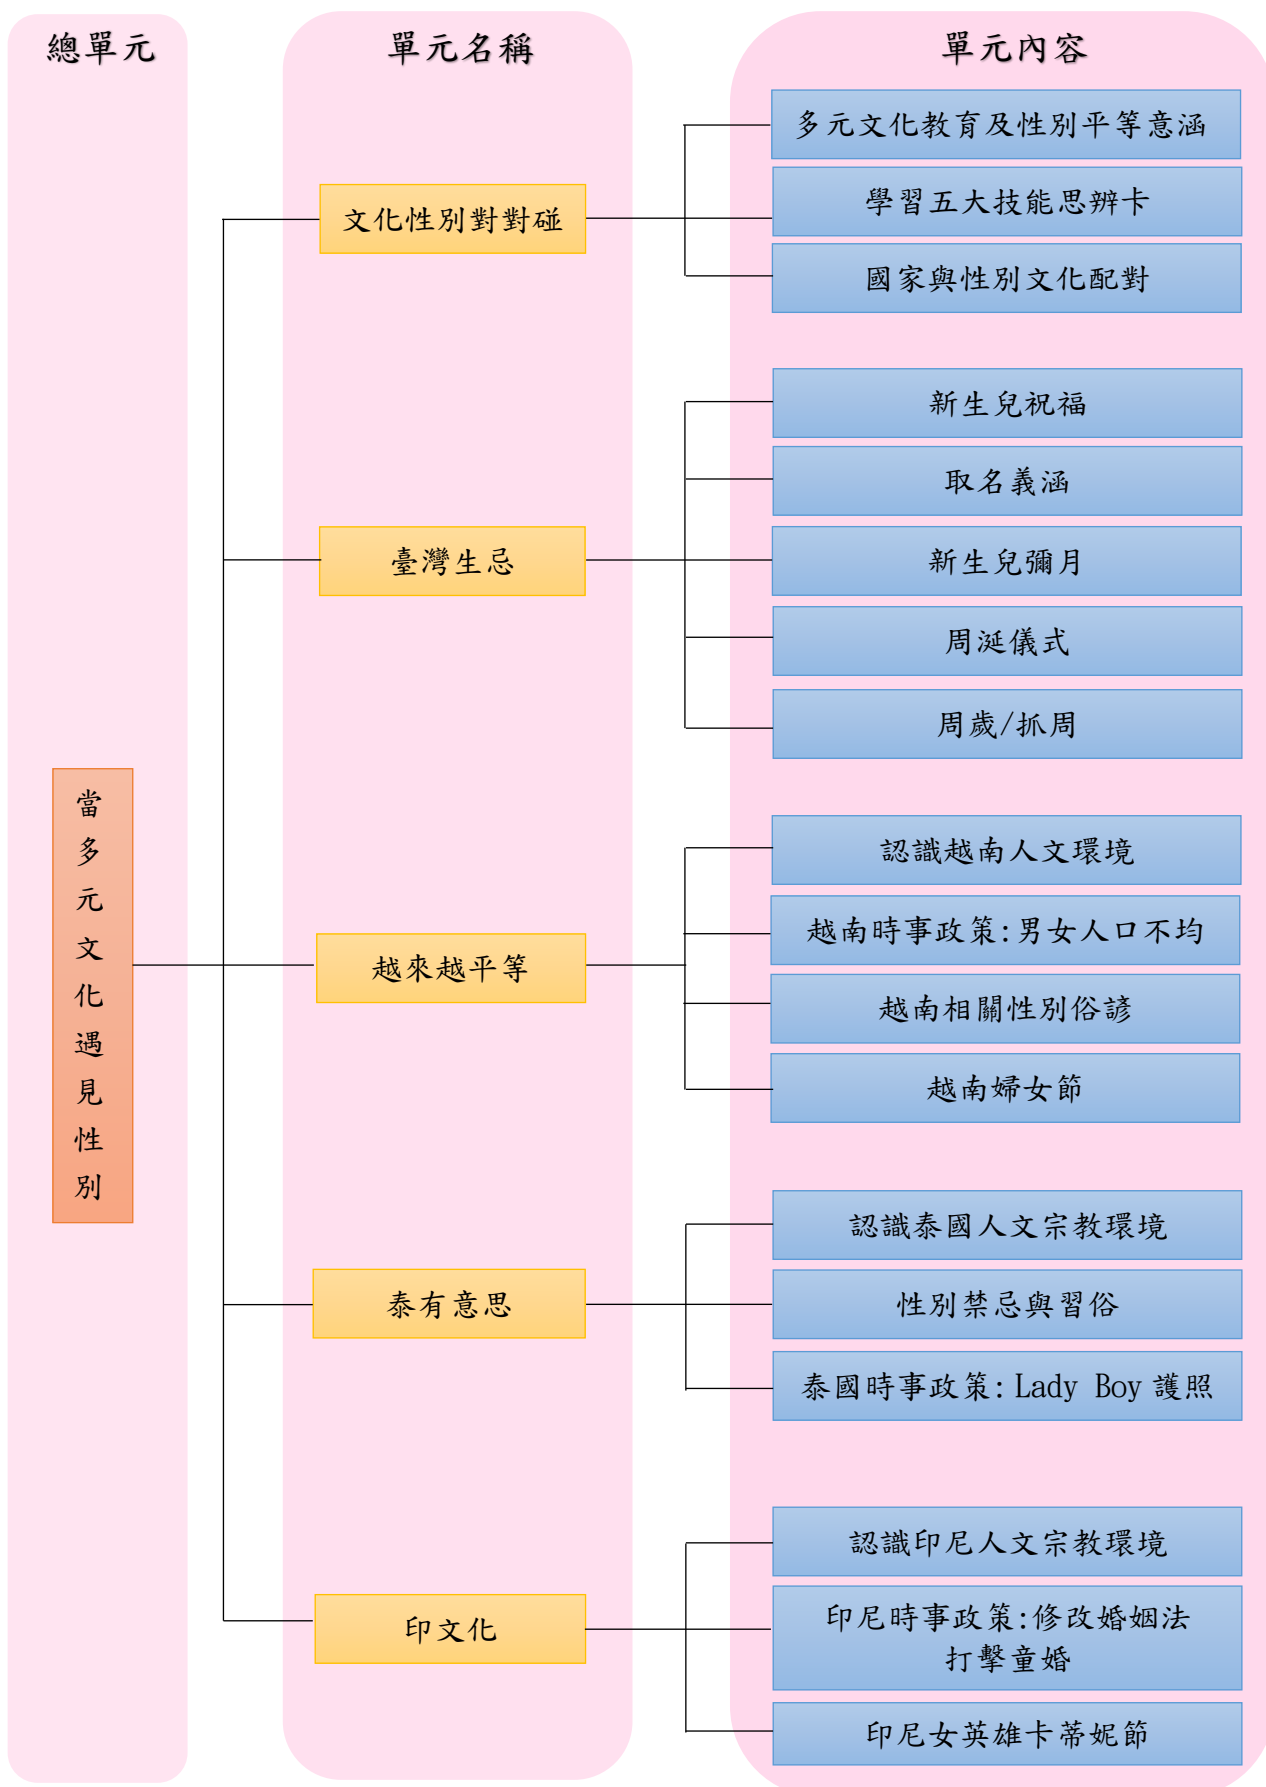 總單元
單元名稱
單元內容
當多元文化遇見性別
文化性別對對碰
多元文化教育及性別平等意涵
學習五大技能思辨卡
國家與性別文化配對
臺灣生忌
新生兒祝福
取名義涵
新生兒彌月
周涎儀式
周歲/抓周
越來越平等
認識越南人文環境
越南時事政策:男女人口不均
越南相關性別俗諺
越南婦女節
泰有意思
認識泰國人文宗教環境
性別禁忌與習俗
泰國時事政策: Lady Boy 護照
印文化
認識印尼人文宗教環境
印尼時事政策:修改婚姻法
打擊童婚
印尼女英雄卡蒂妮節